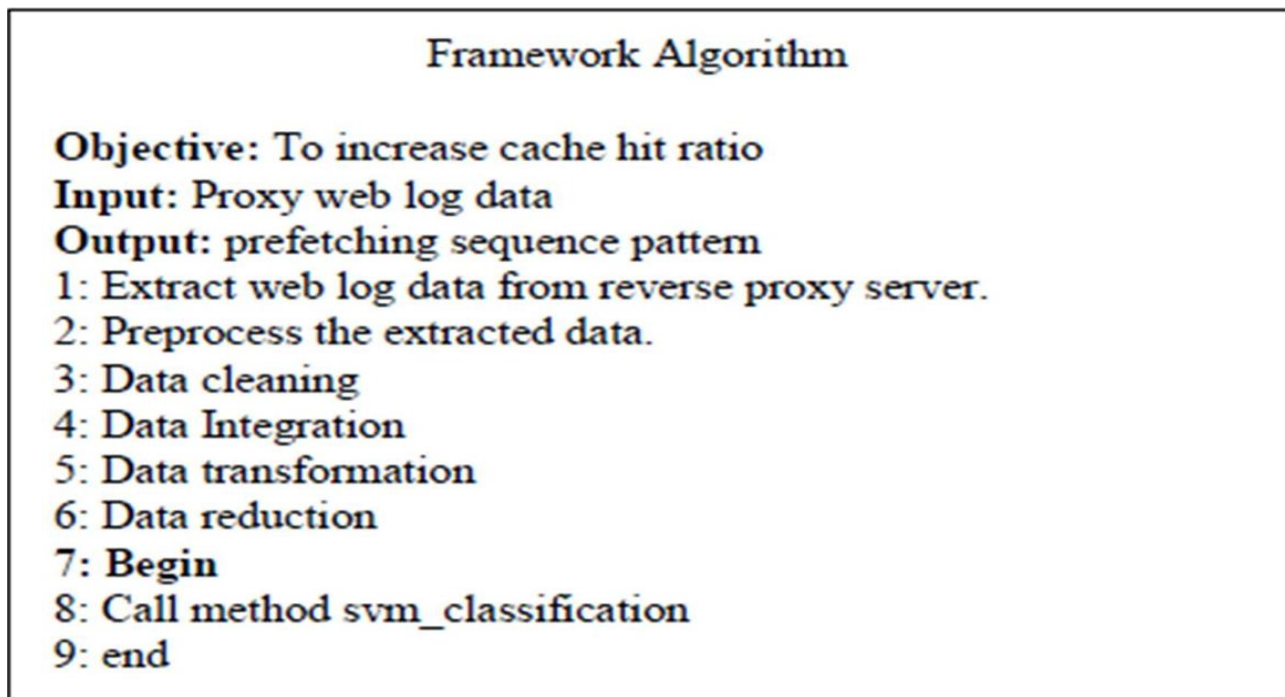 Framework Algorithm
Objective: To increase cache hit ratio
Input: Proxy web log data
Output: prefetching sequence pattern
1: Extract web log data from reverse proxy server.
2: Preprocess the extracted data.
3: Data cleaning
4: Data Integration
5: Data transformation
6: Data reduction
7: Begin
8: Call method svm_classification
9: end